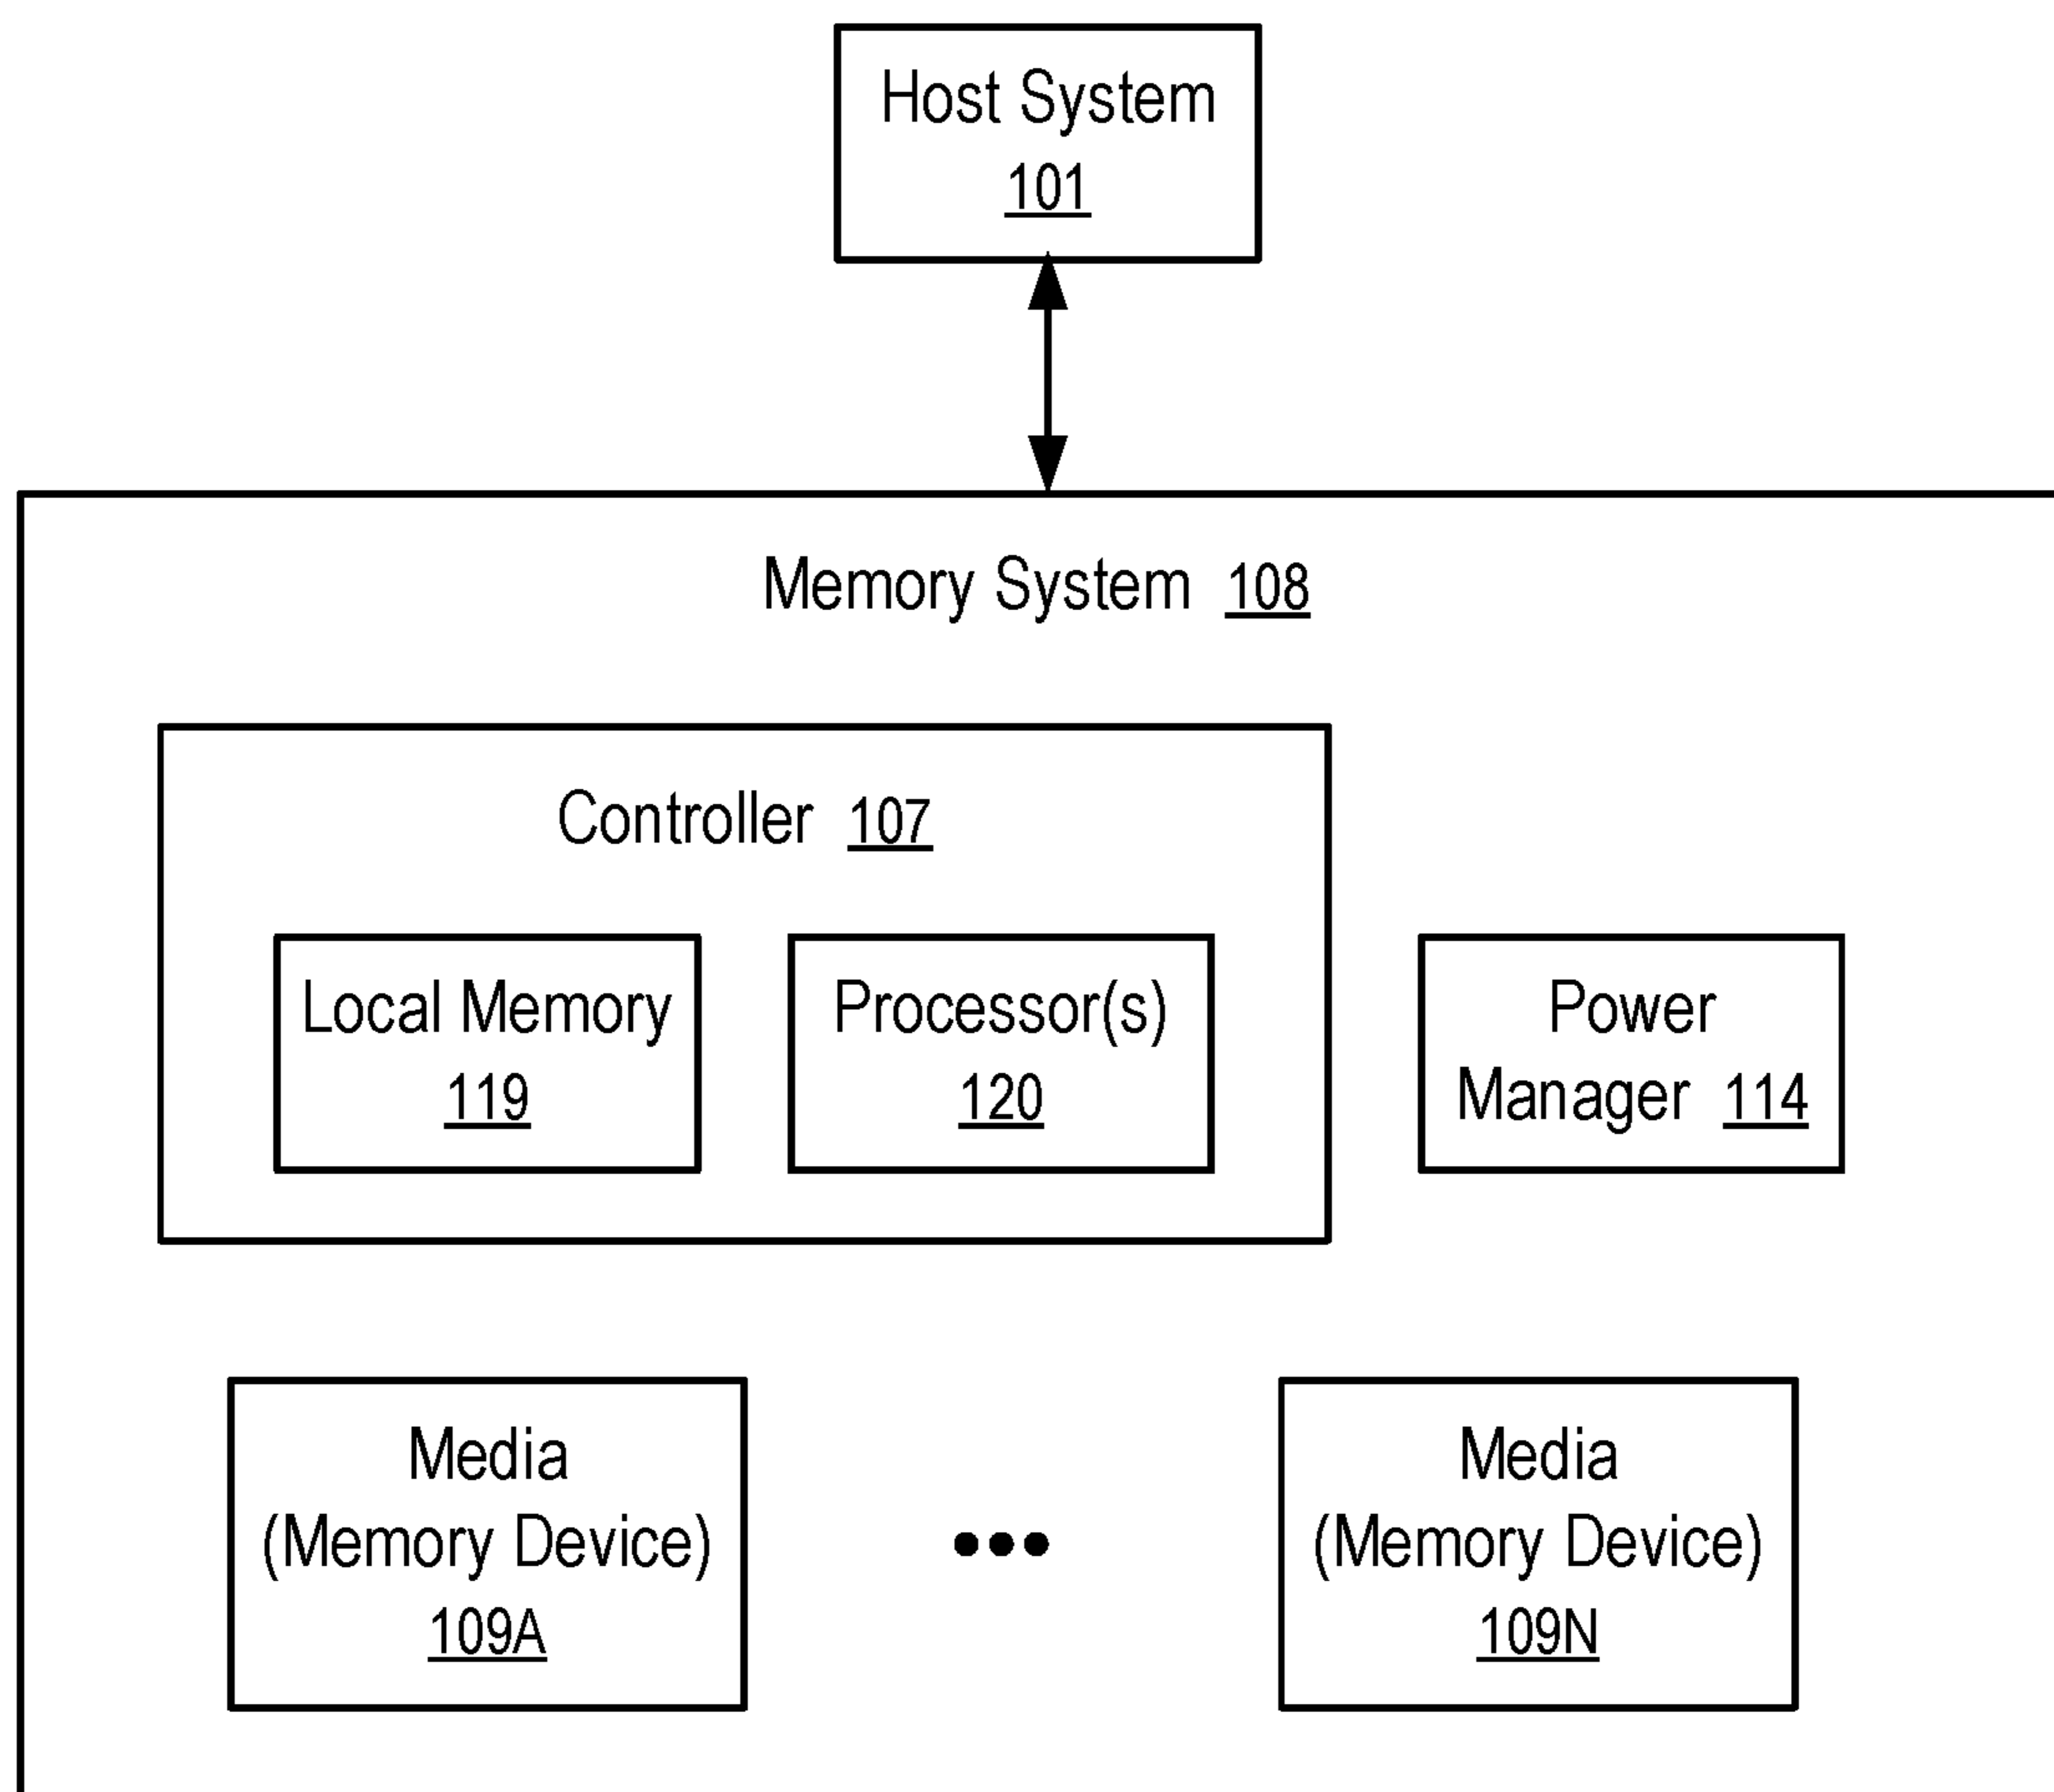 Host System
101
Memory System 108
Controller 107
Local Memory
119
Processor(s)
120
Power
Manager 114
Media
(Memory Device)
109A
Media
(Memory Device)
109N